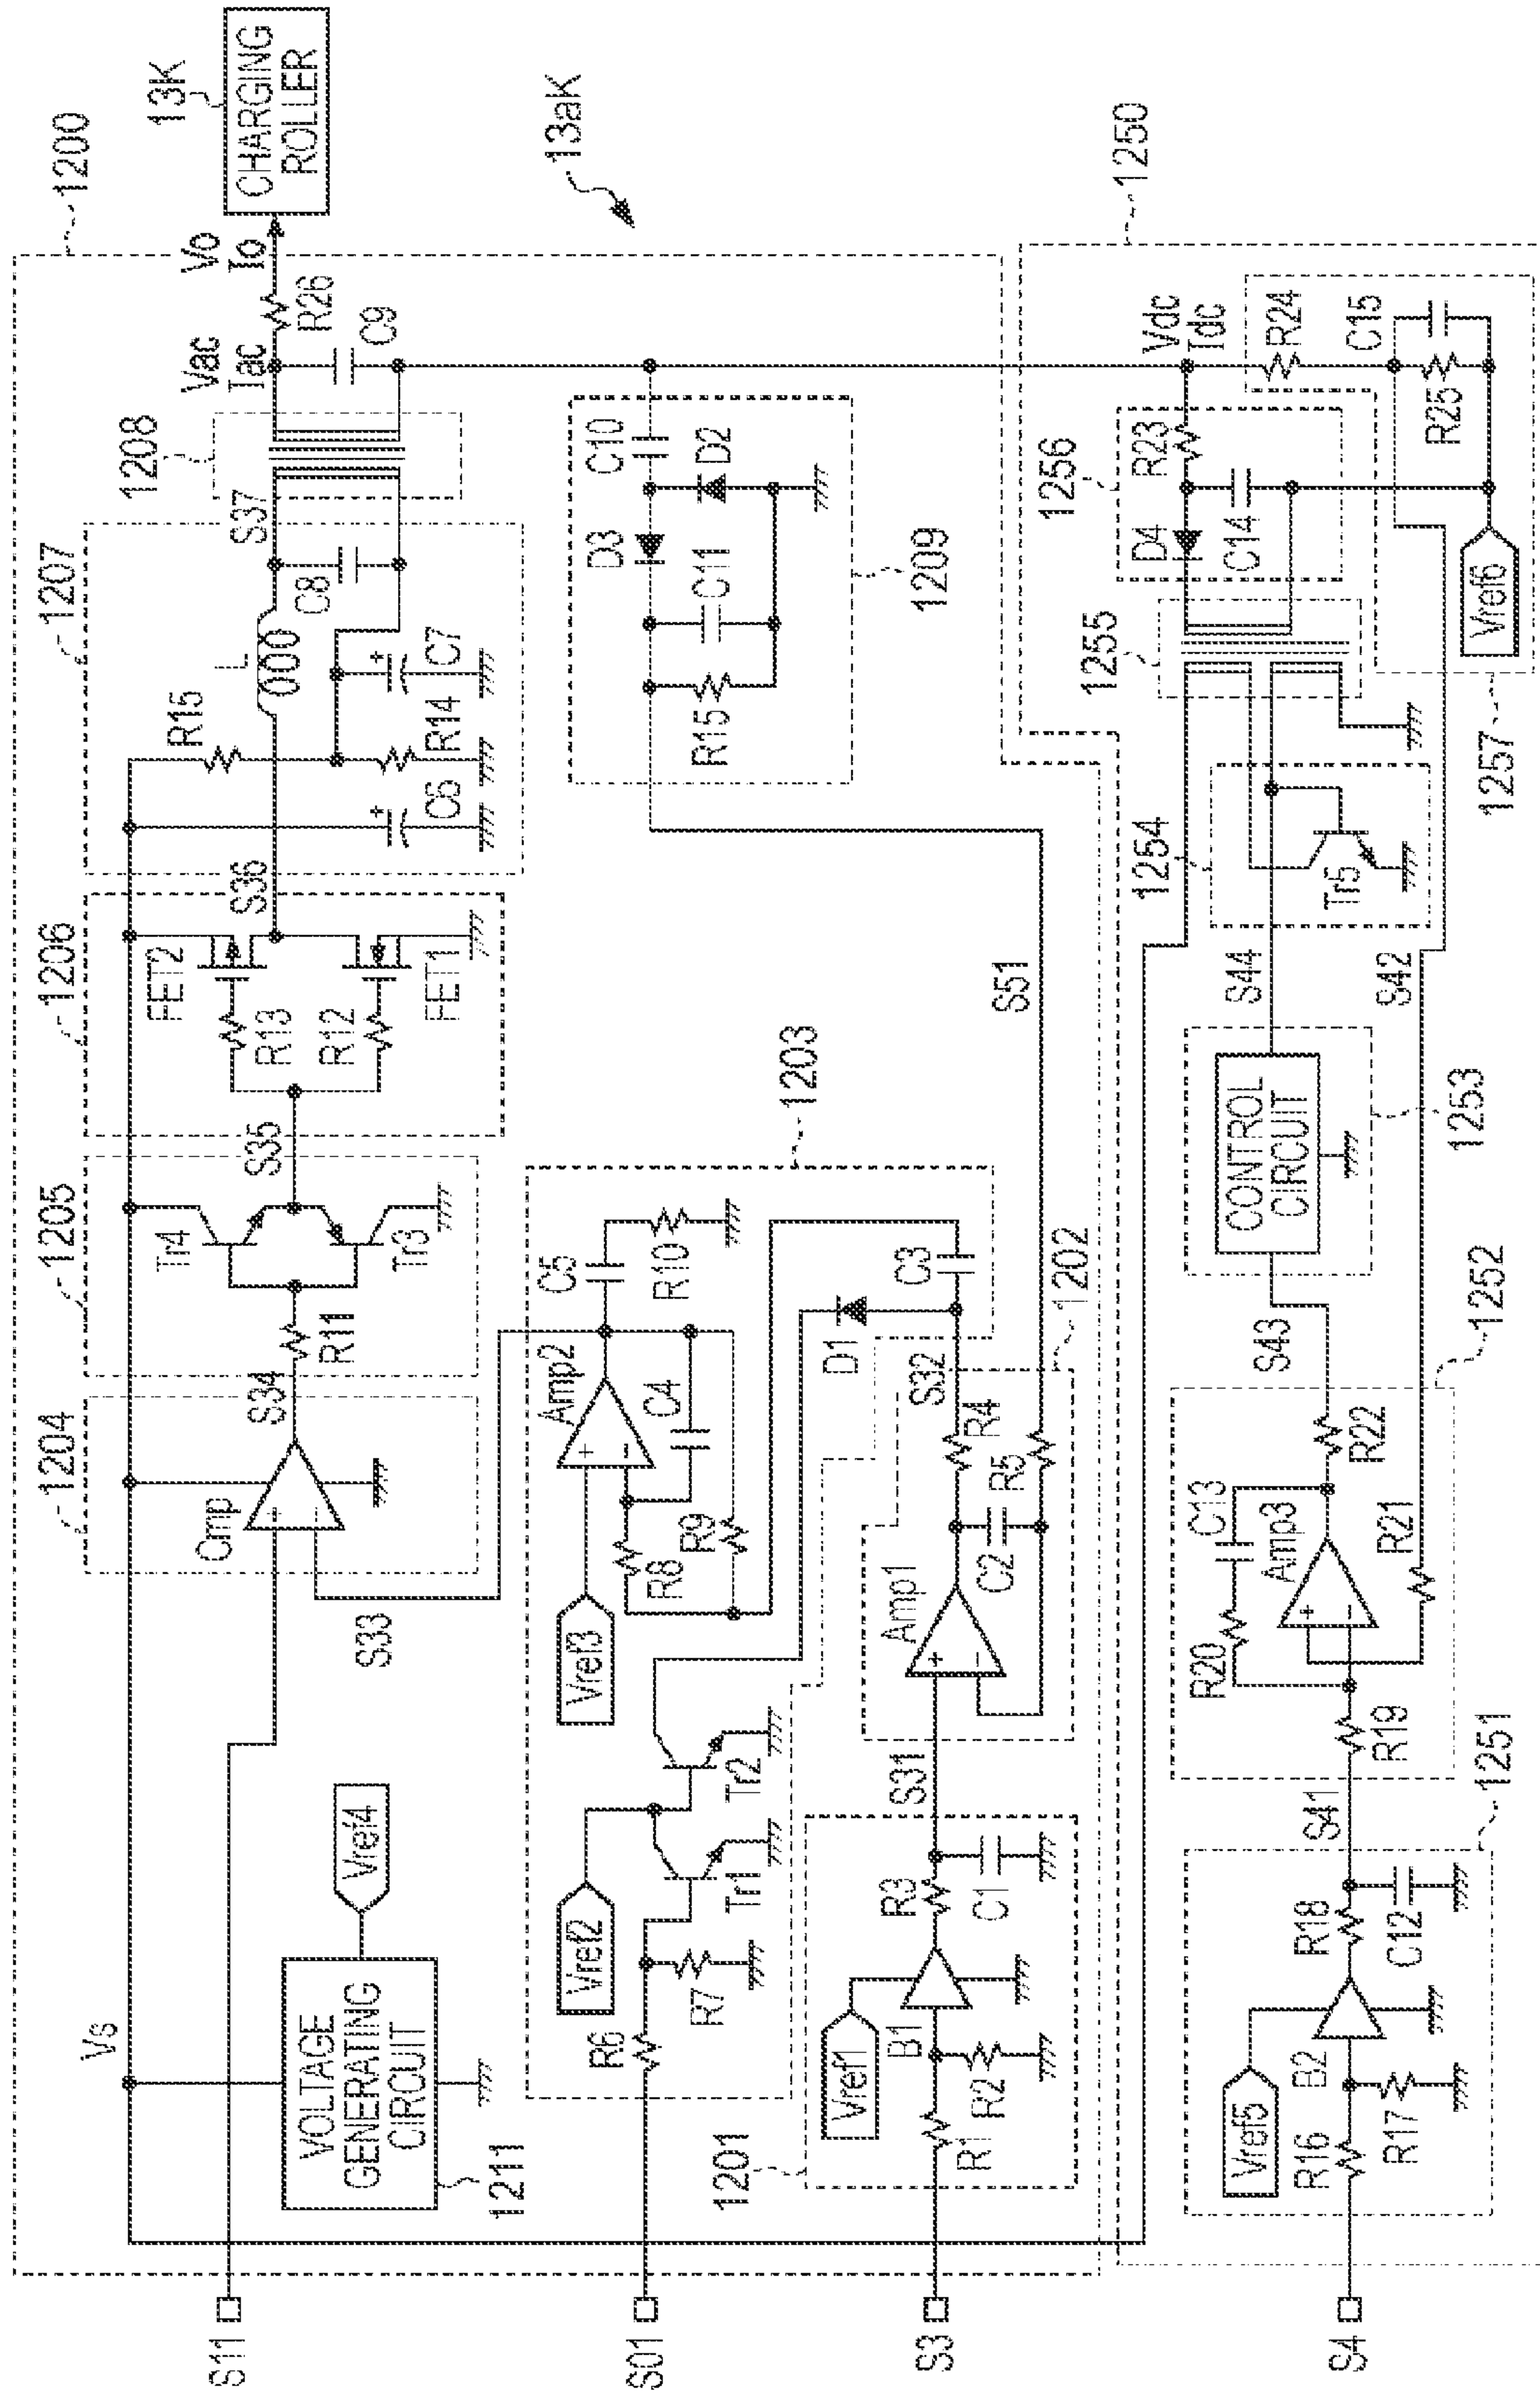 1200
13K
CHARGING
ROLLER
Vo
Io
Vac
Iac
R26
C9
1208
S37
1207
L
C8
C7
R15
R14
C6
S36
1206
FET2
FET1
R13
R12
S35
1205
Tr4
Tr3
R11
S34
1204
Cmp
S33
Vs
VOLTAGE
GENERATING
CIRCUIT
Vref4
1211
S11
13aK
1209
C10
D2
D3
C11
R15
S51
1203
C5
R10
Amp2
C4
R8
R9
Vref3
D1
C3
Vref2
Tr2
Tr1
R7
R6
S01
1202
S32
R4
R5
C2
Amp1
S31
1201
R3
C1
Vref1
B1
R2
R1
S3
1250
Vdc
Idc
R24
C15
R25
1256
R23
D4
C14
Vref6
1255
1257
1254
Tr5
S44
S42
CONTROL
CIRCUIT
1253
S43
1252
R22
C13
Amp3
R21
R20
R19
S41
1251
R18
C12
Vref5
B2
R17
R16
S4